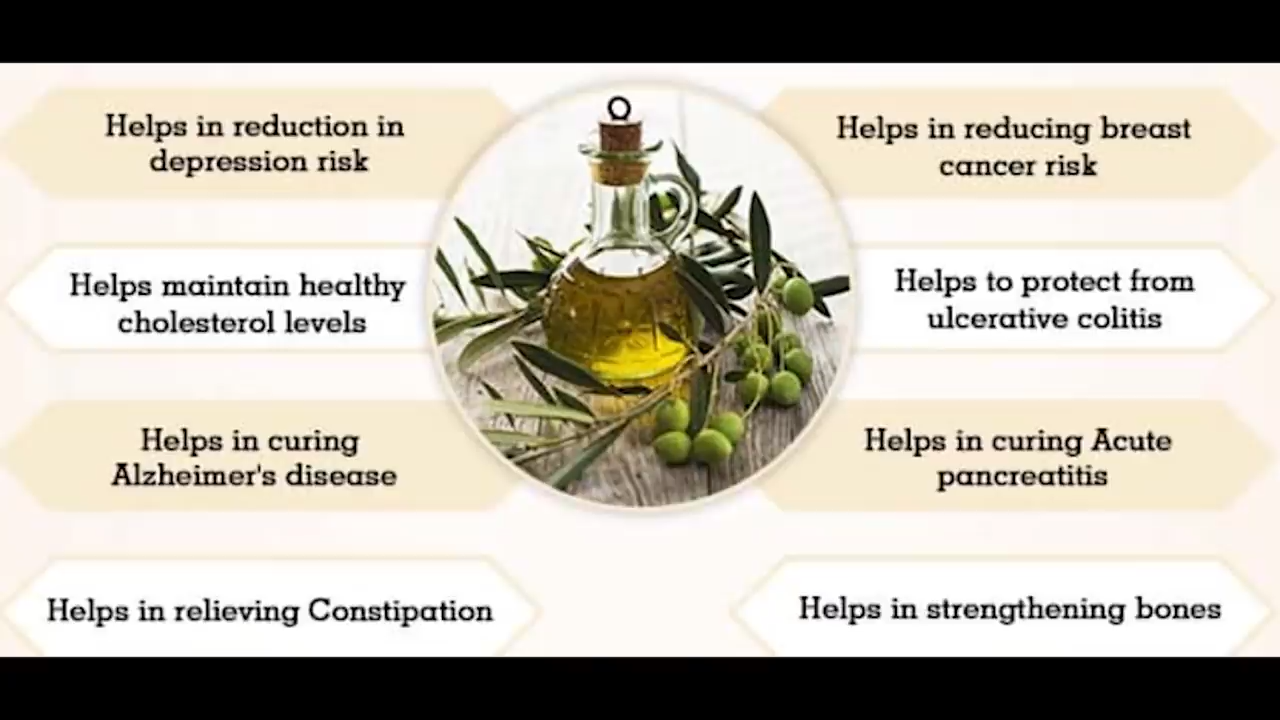 Helps in reduction in
depression risk
Helps in reducing breast
cancer risk
Helps maintain healthy
cholesterol levels
Helps to protect from
ulcerative colitis
Helps in curing
Alzheimer's disease
Helps in curing Acute
pancreatitis
Helps in relieving Constipation
Helps in strengthening bones